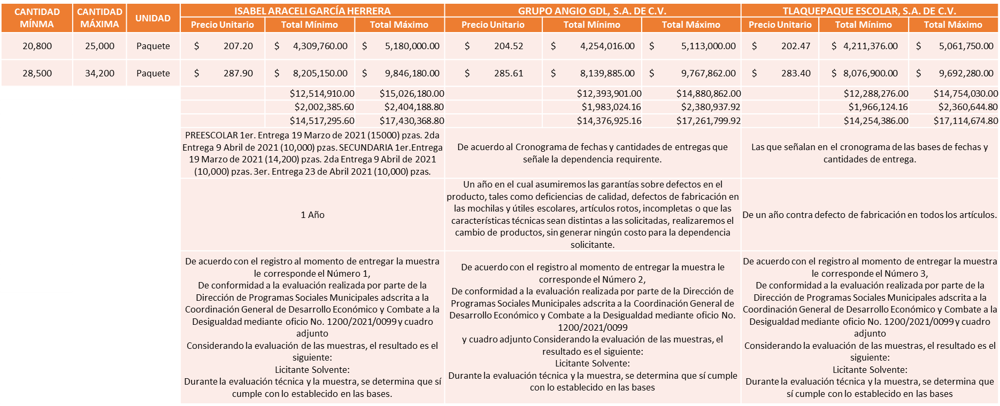 CANTIDAD MÍNMA
CANTIDAD MÁXIMA
UNIDAD
ISABEL ARACELI GARCÍA HERRERA
GRUPO ANGIO GDL, S.A. DE C.V.
TLAQUEPAQUE ESCOLAR, S.A. DE C.V.
Precio Unitario Total Mínimo Total Máximo Precio Unitario Total Mínimo Total Máximo Precio Unitario Total Mínimo Total Máximo
20,800 25,000 Paquete $ 207.20 $ 4,309,760.00 $ 5,180,000.00 $ 204.52 $ 4,254,016.00 $ 5,113,000.00 $ 202.47 $ 4,211,376.00 $ 5,061,750.00
28,500 34,200 Paquete $ 287.90 $ 8,205,150.00 $ 9,846,180.00 $ 285.61 $ 8,139,885.00 $ 9,767,862.00 $ 283.40 $ 8,076,900.00 $ 9,692,280.00
$12,514,910.00 $15,026,180.00 $12,393,901.00 $14,880,862.00 $12,288,276.00 $14,754,030.00
$2,002,385.60 $2,404,188.80 $1,983,024.16 $2,380,937.92 $1,966,124.16 $2,360,644.80
$14,517,295.60 $17,430,368.80 $14,376,925.16 $17,261,799.92 $14,254,386.00 $17,114,674.80
PREESCOLAR 1er. Entrega 19 Marzo de 2021 (15000) pzas. 2da
Entrega 9 Abril de 2021 (10,000) pzas. SECUNDARIA 1er.Entrega
19 Marzo de 2021 (14,200) pzas. 2da Entrega 9 Abril de 2021
(10,000) pzas. 3er. Entrega 23 de Abril 2021 (10,000) pzas.
De acuerdo al Cronograma de fechas y cantidades de entregas que
señale la dependencia requirente.
Las que señalan en el cronograma de las bases de fechas y
cantidades de entrega.
1 Año
Un año en el cual asumiremos las garantías sobre defectos en el
producto, tales como deficiencias de calidad, defectos de fabricación en
las mochilas y útiles escolares, artículos rotos, incompletas o que las
características técnicas sean distintas a las solicitadas, realizaremos el
cambio de productos, sin generar ningún costo para la dependencia
solicitante.
De un año contra defecto de fabricación en todos los artículos.
De acuerdo con el registro al momento de entregar la muestra
le corresponde el Número 1,
De conformidad a la evaluación realizada por parte de la
Dirección de Programas Sociales Municipales adscrita a la
Coordinación General de Desarrollo Económico y Combate a la
Desigualdad mediante oficio No. 1200/2021/0099 y cuadro
adjunto
Considerando la evaluación de las muestras, el resultado es el
siguiente:
Licitante Solvente:
Durante la evaluación técnica y la muestra, se determina que sí
cumple con lo establecido en las bases.
De acuerdo con el registro al momento de entregar la muestra le
corresponde el Número 2,
De conformidad a la evaluación realizada por parte de la Dirección de
Programas Sociales Municipales adscrita a la Coordinación General de
Desarrollo Económico y Combate a la Desigualdad mediante oficio No.
1200/2021/0099
y cuadro adjunto Considerando la evaluación de las muestras, el
resultado es el siguiente:
Licitante Solvente:
Durante la evaluación técnica y la muestra, se determina que sí cumple
con lo establecido en las bases
De acuerdo con el registro al momento de entregar la muestra
le corresponde el Número 3,
De conformidad a la evaluación realizada por parte de la
Dirección de Programas Sociales Municipales adscrita a la
Coordinación General de Desarrollo Económico y Combate a la
Desigualdad mediante oficio No. 1200/2021/0099 y cuadro
adjunto
Considerando la evaluación de las muestras, el resultado es el
siguiente:
Licitante Solvente:
Durante la evaluación técnica y la muestra, se determina que
sí cumple con lo establecido en las bases